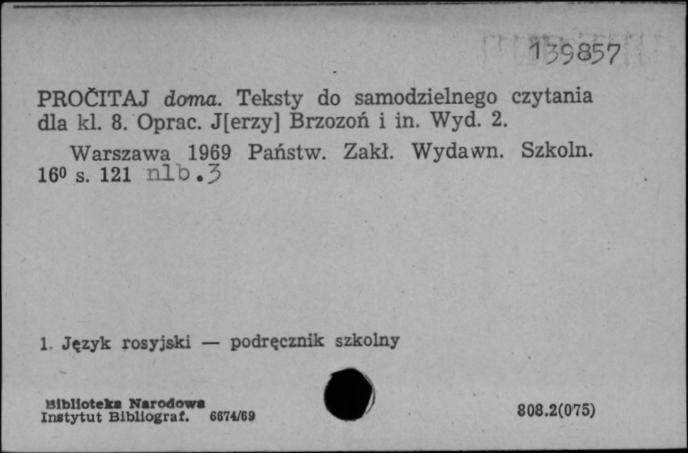 139857
PROČITAJ doma. Teksty do samodzielnego czytania
dla kl. 8. Oprac. J[erzy] Brzozoń i in. Wyd. 2.
Warszawa 1969 Państw. Zakł. Wydawn. Szkoln.
16⁰ s. 121 nlb.3
1. Język rosyjski — podręcznik szkolny
Biblioteka Narodowa
Instytut Bibliograf. 6674/69
808.2(075)